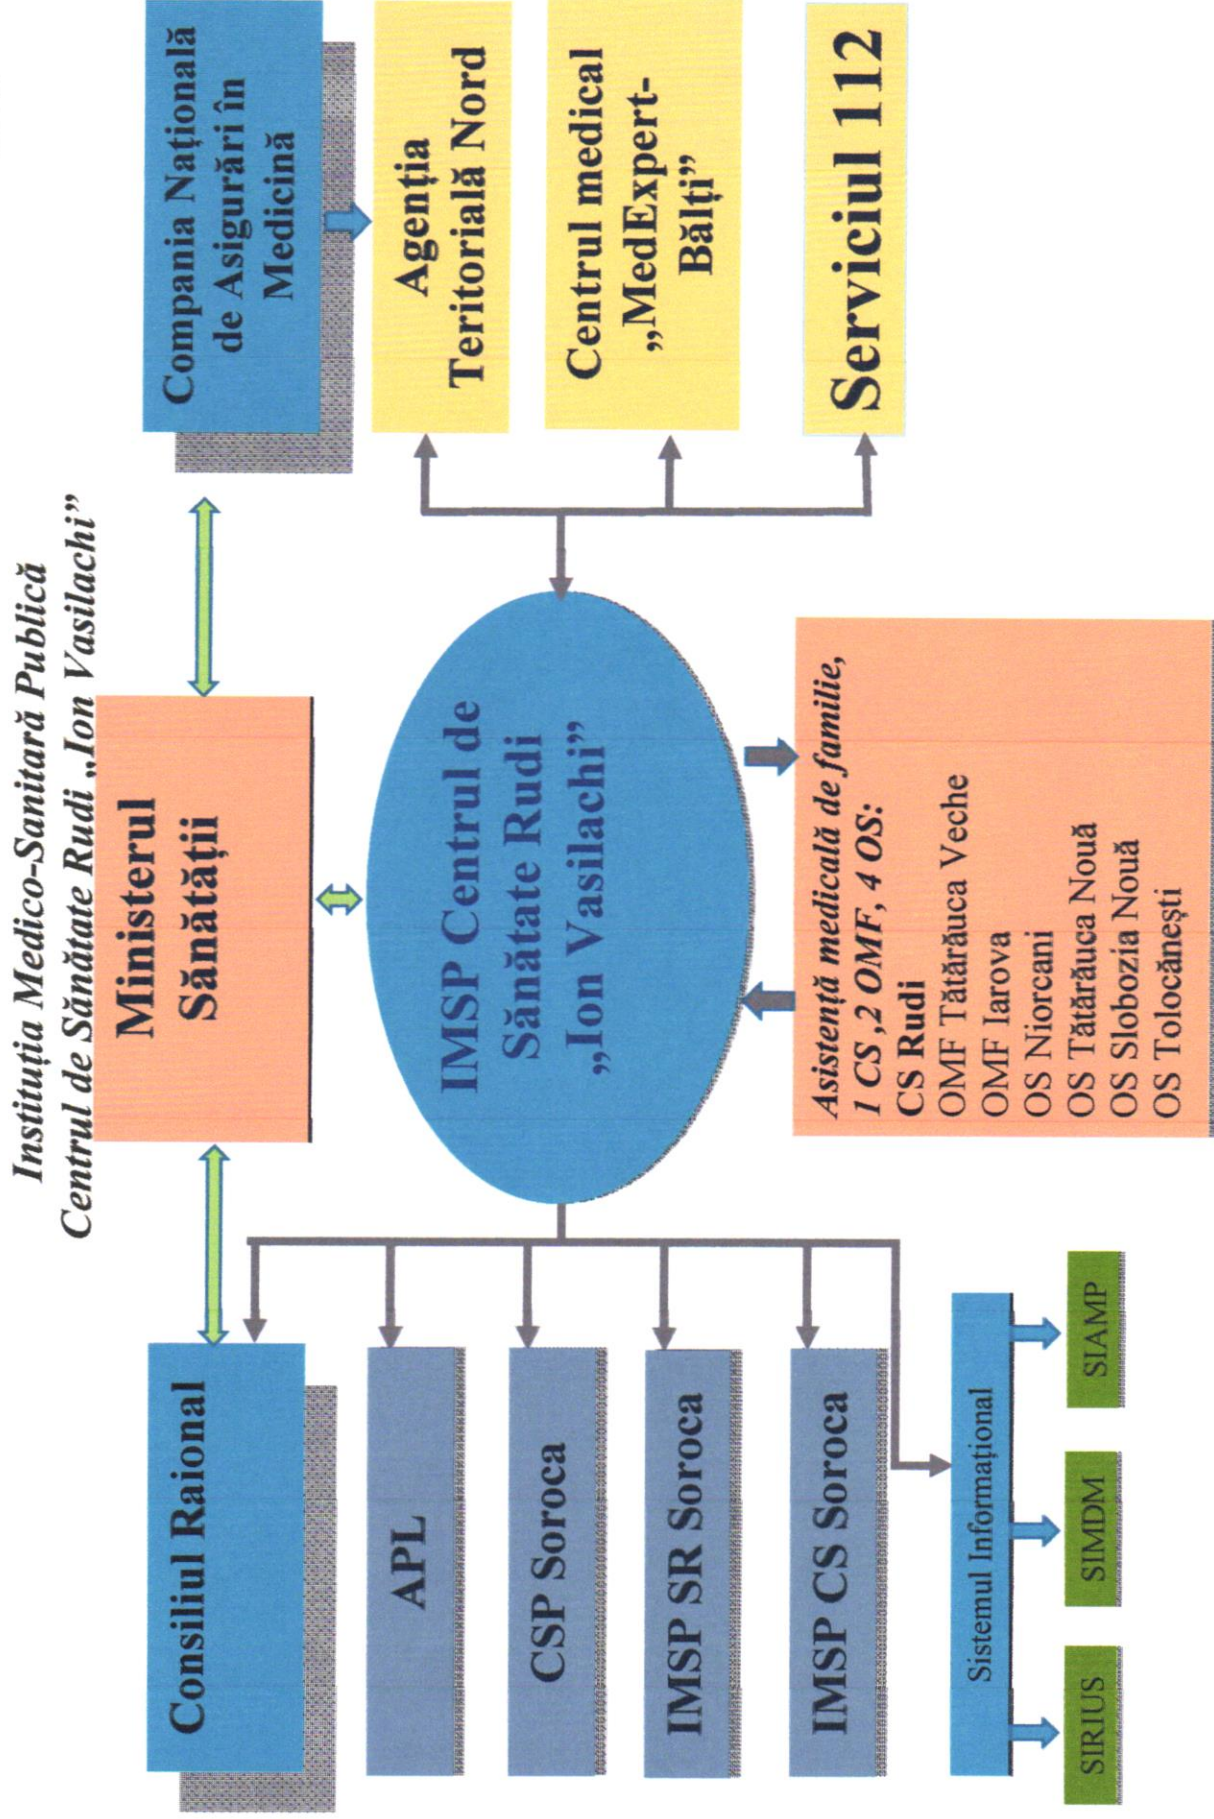 Instituția Medico-Sanitară Publică
Centrul de Sănătate Rudi „Ion Vasilachi”
Consiliul Raional
Ministerul
Sănătății
Compania Națională
de Asigurări în
Medicină
APL
CSP Soroca
IMSP SR Soroca
IMSP CS Soroca
IMSP Centrul de
Sănătate Rudi
„Ion Vasilachi”
Agenția
Teritorială Nord
Centrul medical
„MedExpert-
Bălți”
Serviciul 112
Sistemul Informațional
SIRIUS
SIMDM
SIAMP
Asistență medicală de familie,
1 CS ,2 OMF, 4 OS:
CS Rudi
OMF Tătărăuca Veche
OMF Iarova
OS Niorcani
OS Tătărăuca Nouă
OS Slobozia Nouă
OS Tolocănești